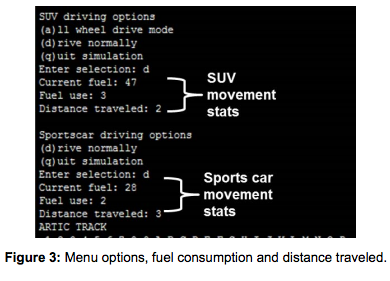 SUV driving options
(a)ll wheel drive mode
(d)rive normally
(q)uit simulation
Enter selection: d
Current fuel: 47
Fuel use: 3
Distance traveled: 2
SUV
movement
stats
Sportscar driving options
(d)rive normally
(q)uit simulation
Enter selection: d
Current fuel: 28
Fuel use: 2
Distance traveled: 3
Sports car
movement
stats
ARTIC TRACK
Figure 3: Menu options, fuel consumption and distance traveled.